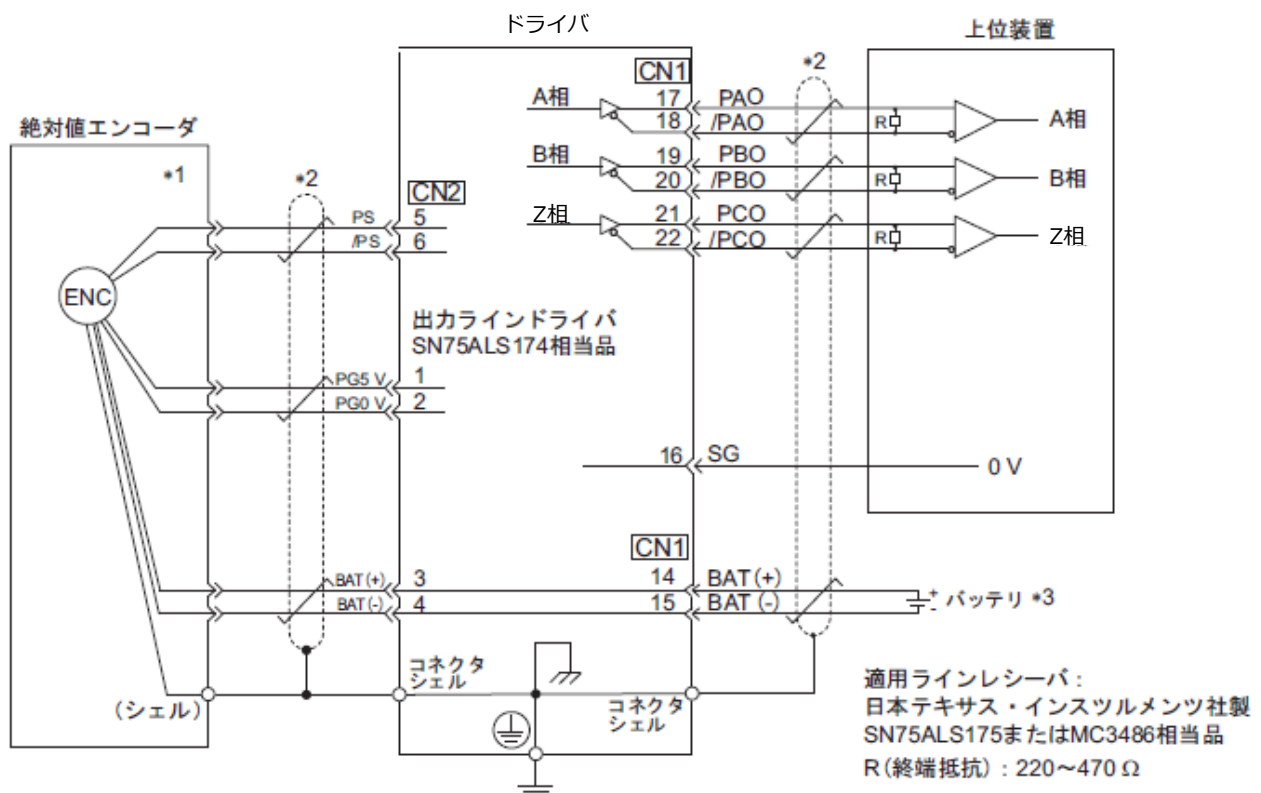 ドライバ
上位装置
絶対値エンコーダ
*1
*2
CN2
PS
5
/PS
6
ENC
PG5 V
1
PG0 V
2
BAT(+)
3
BAT(-)
4
(シェル)
コネクタ
シェル
出力ラインドライバ
SN75ALS174相当品
CN1
A相
17
PAO
18
/PAO
B相
19
PBO
20
/PBO
Z相
21
PCO
22
/PCO
*2
R
A相
R
B相
R
Z相
16
SG
0 V
CN1
14
BAT(+)
15
BAT(-)
+
-
バッテリ *3
コネクタ
シェル
適用ラインレシーバ:
日本テキサス・インスツルメンツ社製
SN75ALS175またはMC3486相当品
R(終端抵抗):220~470 Ω